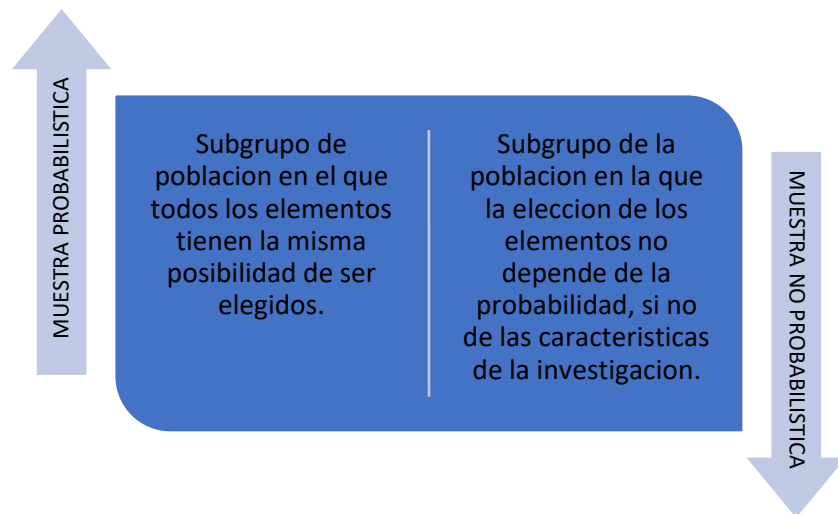 MUESTRA PROBABILISTICA
Subgrupo de
poblacion en el que
todos los elementos
tienen la misma
posibilidad de ser
elegidos.
Subgrupo de la
poblacion en la que
la eleccion de los
elementos no
depende de la
probabilidad, si no
de las caracteristicas
de la investigacion.
MUESTRA NO PROBABILISTICA